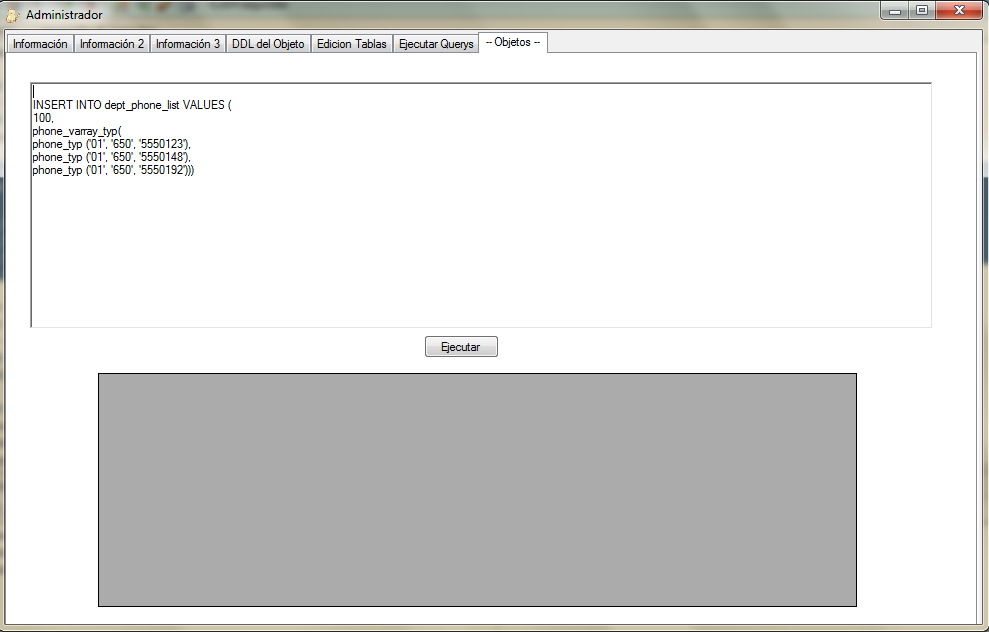 Administrador
Información Información 2 Información 3 DDL del Objeto Edicion Tablas Ejecutar Querys -- Objetos --
INSERT INTO dept_phone_list VALUES (
100,
phone_varray_typ(
phone_typ ('01', '650', '5550123'),
phone_typ ('01', '650', '5550148'),
phone_typ ('01', '650', '5550192')))
Ejecutar